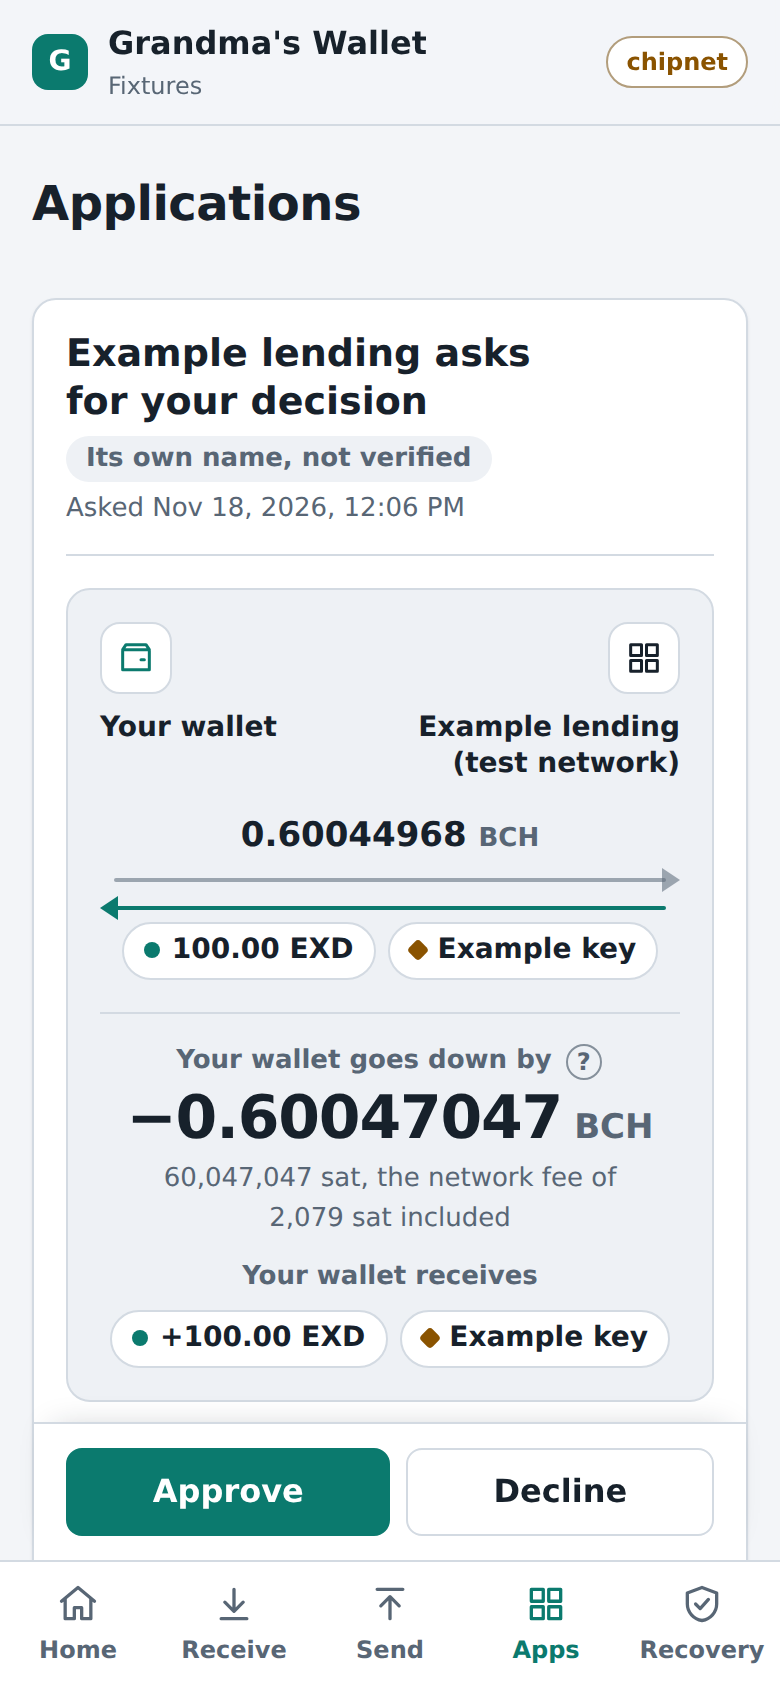 G
Grandma's Wallet
Fixtures
chipnet
Applications
Example lending asks
for your decision
Its own name, not verified
Asked Nov 18, 2026, 12:06 PM
Your wallet
Example lending
(test network)
0.60044968 BCH
100.00 EXD
Example key
Your wallet goes down by ?
−0.60047047 BCH
60,047,047 sat, the network fee of
2,079 sat included
Your wallet receives
+100.00 EXD
Example key
Approve
Decline
Home
Receive
Send
Apps
Recovery